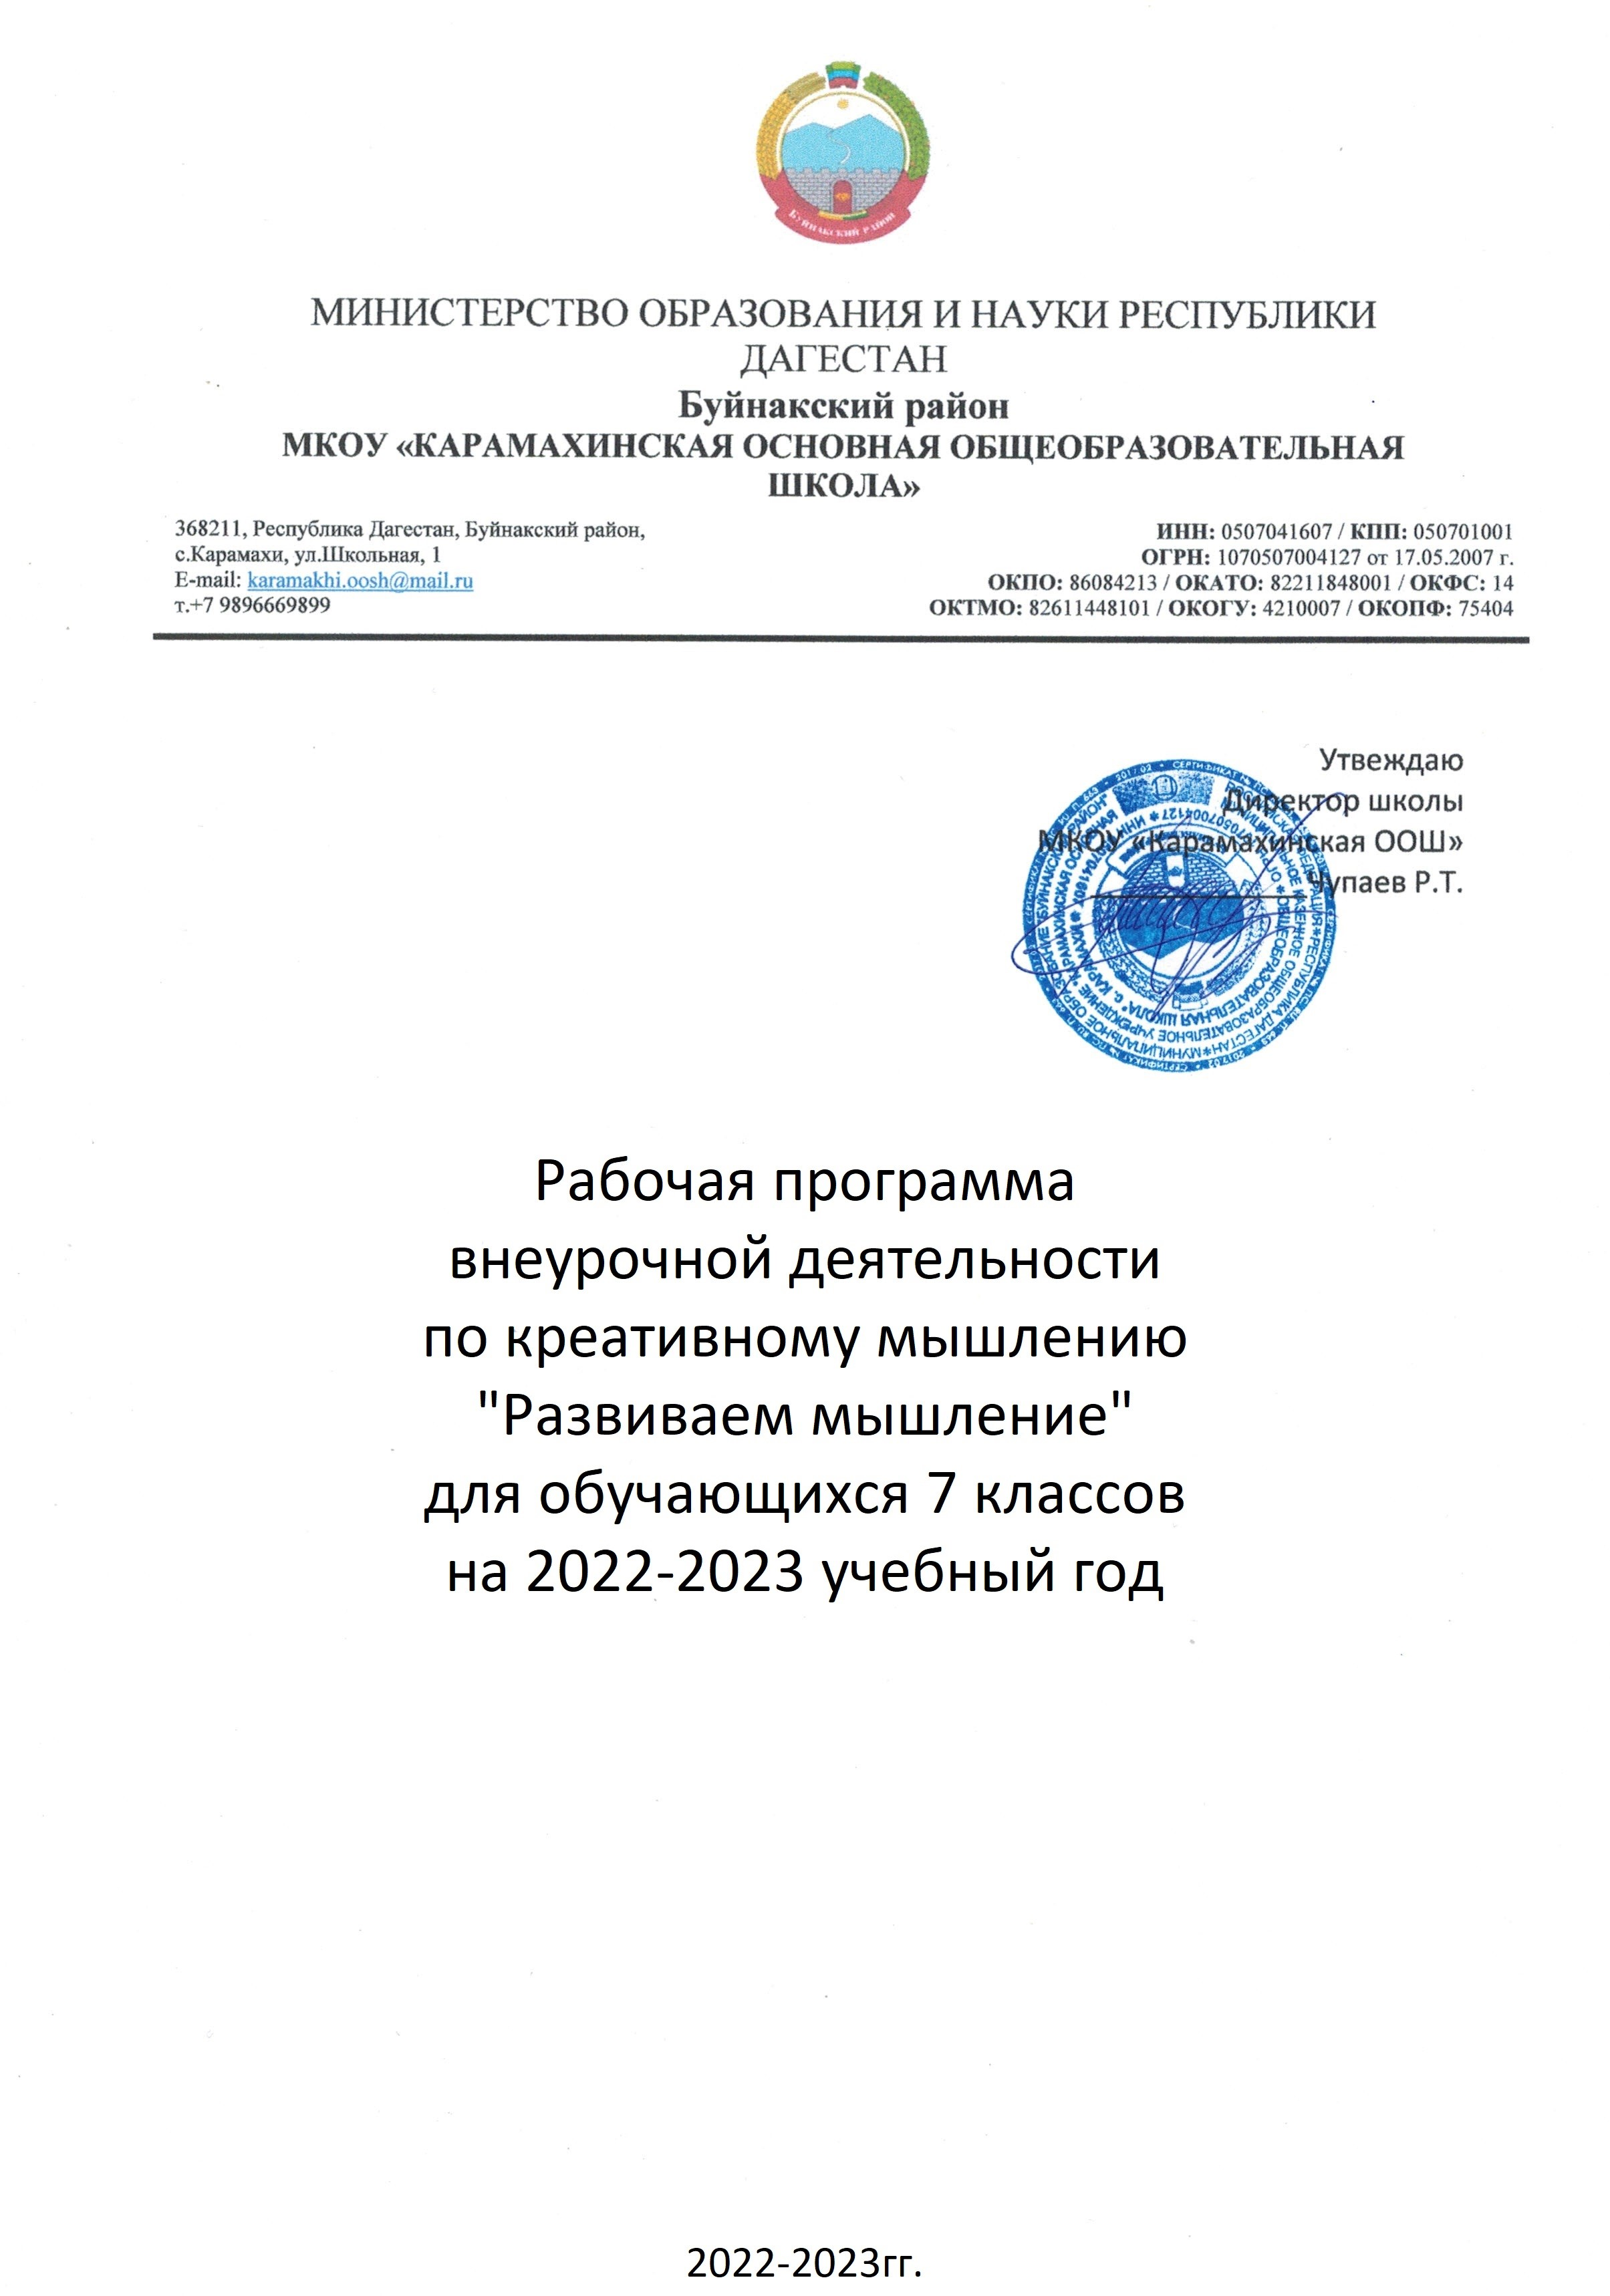 БУЙНАКСКИЙ РАЙОН
МИНИСТЕРСТВО ОБРАЗОВАНИЯ И НАУКИ РЕСПУБЛИКИ
ДАГЕСТАН
Буйнакский район
МКОУ «КАРАМАХИНСКАЯ ОСНОВНАЯ ОБЩЕОБРАЗОВАТЕЛЬНАЯ
ШКОЛА»
368211, Республика Дагестан, Буйнакский район,
с.Карамахи, ул.Школьная, 1
E-mail: karamakhi.oosh@mail.ru
т.+7 9896669899
ИНН: 0507041607 / КПП: 050701001
ОГРН: 1070507004127 от 17.05.2007 г.
ОКПО: 86084213 / ОКАТО: 82211848001 / ОКФС: 14
ОКТМО: 82611448101 / ОКОГУ: 4210007 / ОКОПФ: 75404
Утвеждаю
Директор школы
МКОУ «Карамахинская ООШ»
Чупаев Р.Т.
Рабочая программа
внеурочной деятельности
по креативному мышлению
"Развиваем мышление"
для обучающихся 7 классов
на 2022-2023 учебный год
2022-2023гг.